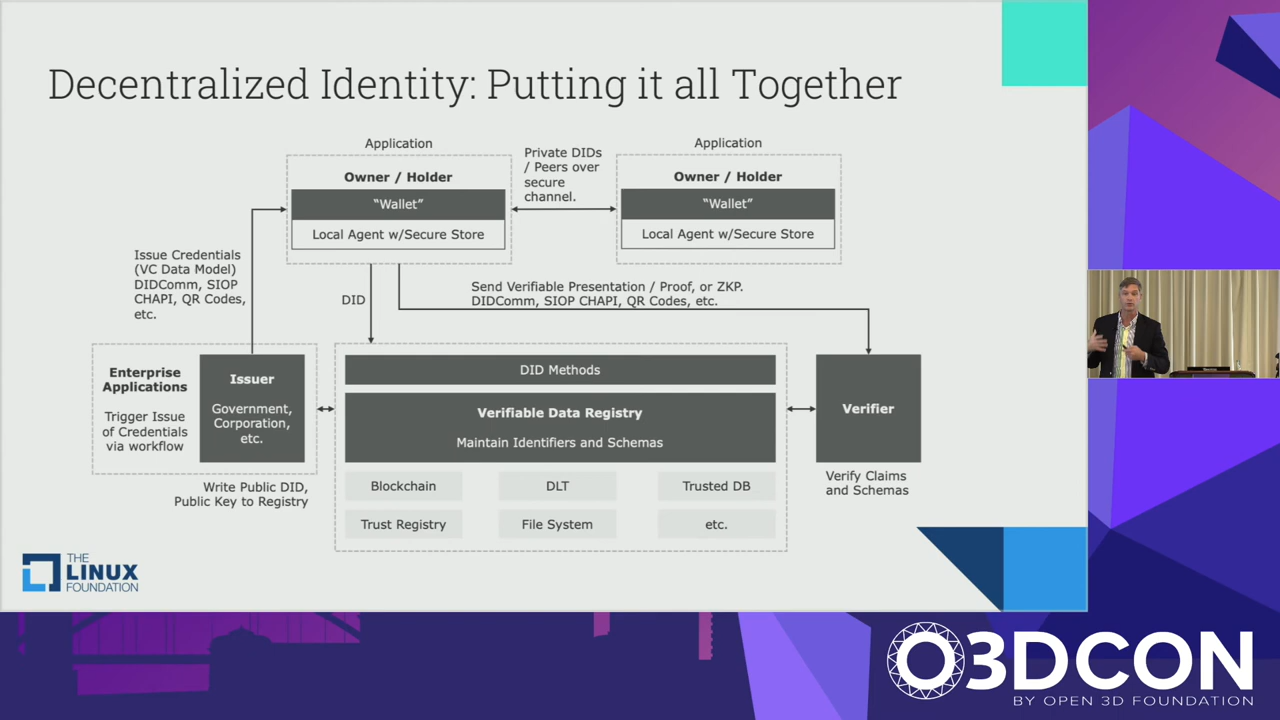 Decentralized Identity: Putting it all Together
Application
Owner / Holder
“Wallet”
Local Agent w/Secure Store
Private DIDs
/ Peers over
secure
channel.
Application
Owner / Holder
“Wallet”
Local Agent w/Secure Store
Issue Credentials
(VC Data Model)
DIDComm, SIOP
CHAPI, QR Codes,
etc.
DID
Send Verifiable Presentation / Proof, or ZKP.
DIDComm, SIOP CHAPI, QR Codes, etc.
Enterprise
Applications
Trigger Issue
of Credentials
via workflow
Issuer
Government,
Corporation,
etc.
Write Public DID,
Public Key to Registry
DID Methods
Verifiable Data Registry
Maintain Identifiers and Schemas
Blockchain
DLT
Trusted DB
Trust Registry
File System
etc.
Verifier
Verify Claims
and Schemas
THE
LINUX
FOUNDATION
O3DCON
BY OPEN 3D FOUNDATION